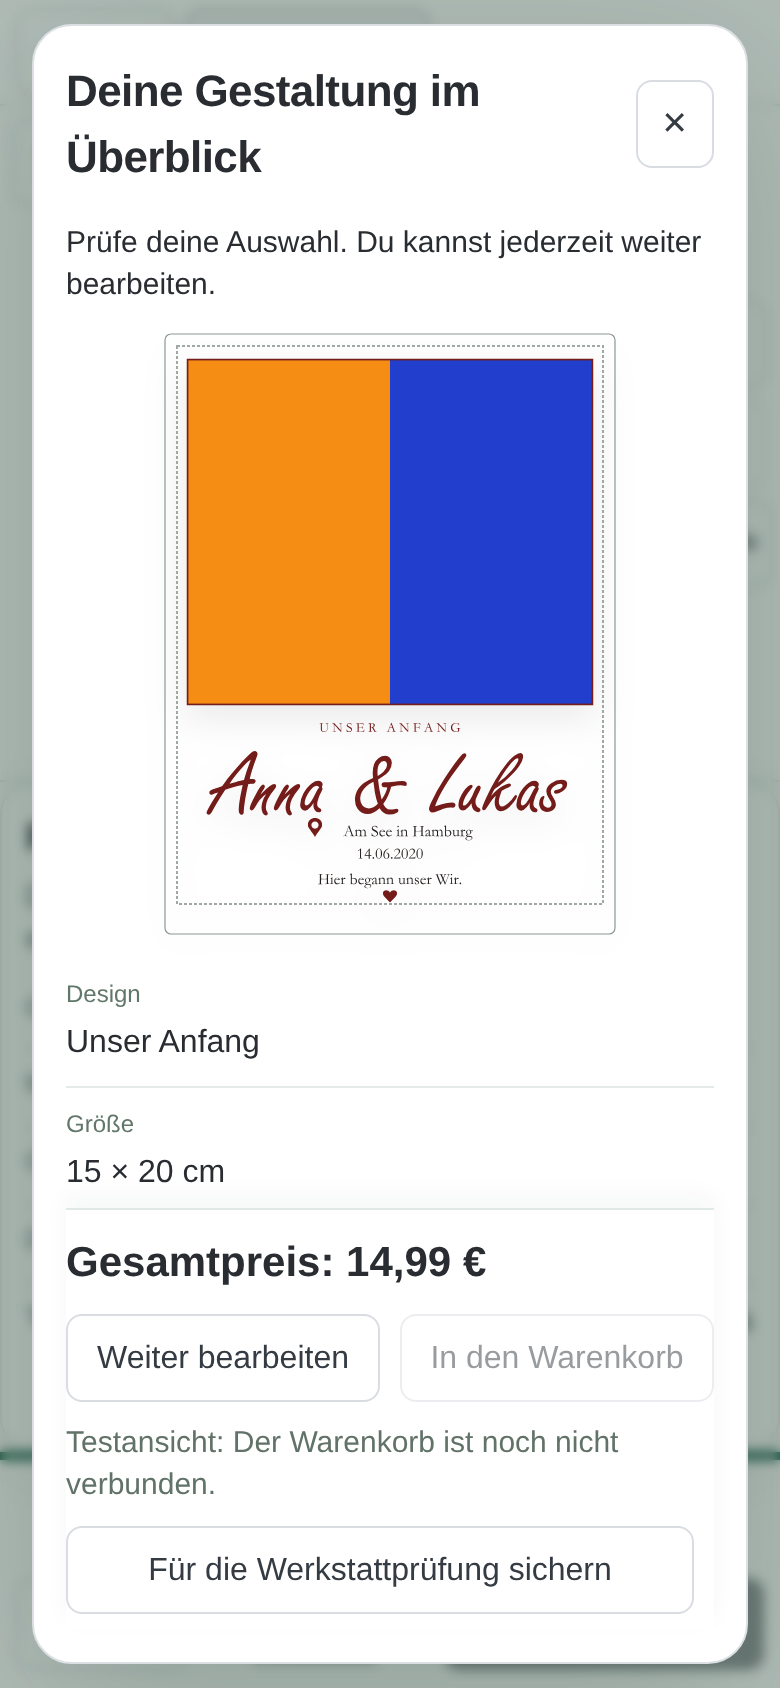 Deine Gestaltung im
Überblick
✕
Prüfe deine Auswahl. Du kannst jederzeit weiter
bearbeiten.
UNSER ANFANG
Anna & Lukas
Am See in Hamburg
14.06.2020
Hier begann unser Wir.
Design
Unser Anfang
Größe
15 × 20 cm
Gesamtpreis: 14,99 €
Weiter bearbeiten
In den Warenkorb
Testansicht: Der Warenkorb ist noch nicht
verbunden.
Für die Werkstattprüfung sichern